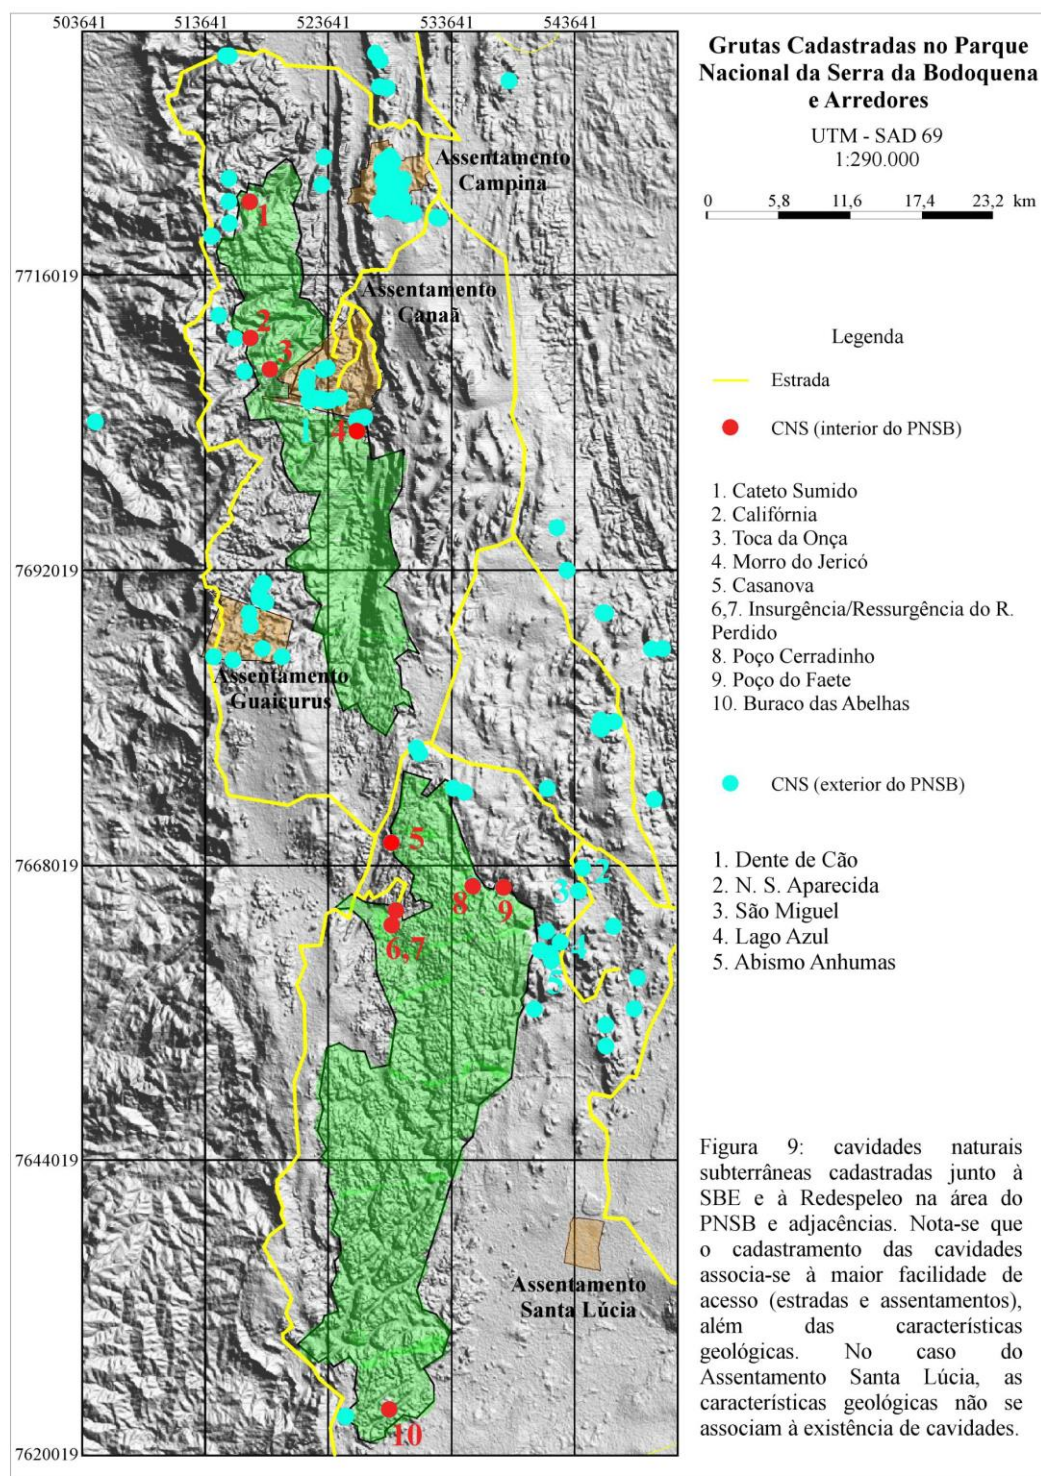 503641 513641 523641 533641 543641
Grutas Cadastradas no Parque
Nacional da Serra da Bodoquena
e Arredores
UTM - SAD 69
1:290.000
0 5,8 11,6 17,4 23,2 km
Assentamento
Campina
1
7716019
Assentamento
Canaã
2
3
1
4
Legenda
Estrada
CNS (interior do PNSB)
1. Cateto Sumido
2. Califórnia
3. Toca da Onça
4. Morro do Jericó
5. Casanova
6,7. Insurgência/Ressurgência do R.
Perdido
8. Poço Cerradinho
9. Poço do Faete
10. Buraco das Abelhas
7692019
Assentamento
Guaicurus
CNS (exterior do PNSB)
1. Dente de Cão
2. N. S. Aparecida
3. São Miguel
4. Lago Azul
5. Abismo Anhumas
5
7668019
2
3
8
9
6,7
4
5
7644019
Assentamento
Santa Lúcia
10
7620019
Figura 9: cavidades naturais
subterrâneas cadastradas junto à
SBE e à Redespeleo na área do
PNSB e adjacências. Nota-se que
o cadastramento das cavidades
associa-se à maior facilidade de
acesso (estradas e assentamentos),
além das características
geológicas. No caso do
Assentamento Santa Lúcia, as
características geológicas não se
associam à existência de cavidades.